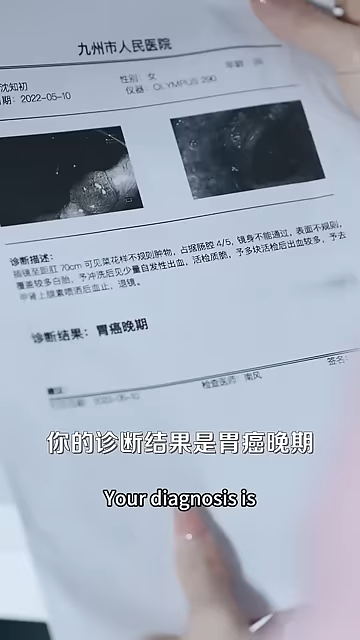 九州市人民医院
沈知初
性别：女
年龄
期：2022-05-10
仪器：OLYMPUS 290
诊断描述：
插镜至距肛70cm可见菜花样不规则肿物，占据肠腔4/5，镜身不能通过，表面不规则，
覆盖较多白胎，予冲洗后见少量自发性出血，活检质脆，予多块活检后出血较多，予去
甲肾上腺素喷洒后血止，退镜。
诊断结果：胃癌晚期
检查医师 南风
签名：
你的诊断结果是胃癌晚期
Your diagnosis is